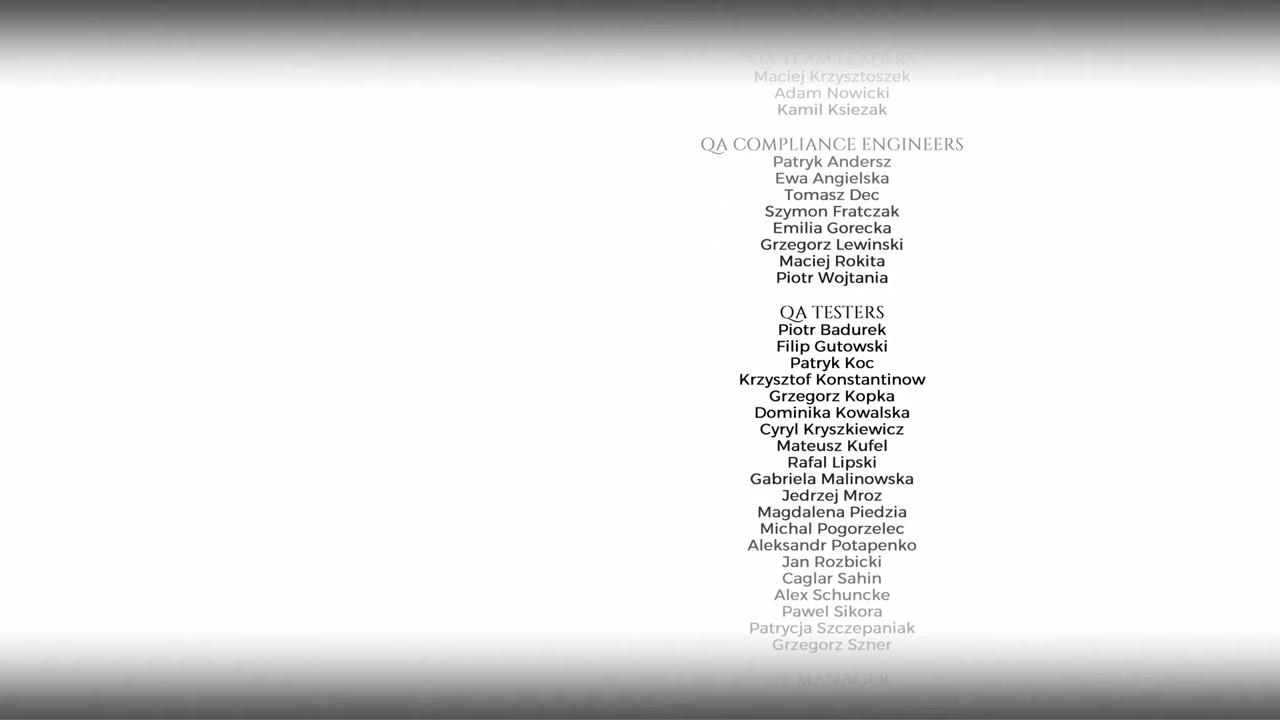 QA TEAM LEADERS
Maciej Krzysztoszek
Adam Nowicki
Kamil Ksiezak
QA COMPLIANCE ENGINEERS
Patryk Andersz
Ewa Angielska
Tomasz Dec
Szymon Fratczak
Emilia Gorecka
Grzegorz Lewinski
Maciej Rokita
Piotr Wojtania
QA TESTERS
Piotr Badurek
Filip Gutowski
Patryk Koc
Krzysztof Konstantinow
Grzegorz Kopka
Dominika Kowalska
Cyryl Kryszkiewicz
Mateusz Kufel
Rafal Lipski
Gabriela Malinowska
Jedrzej Mroz
Magdalena Piedzia
Michal Pogorzelec
Aleksandr Potapenko
Jan Rozbicki
Caglar Sahin
Alex Schuncke
Pawel Sikora
Patrycja Szczepaniak
Grzegorz Szner